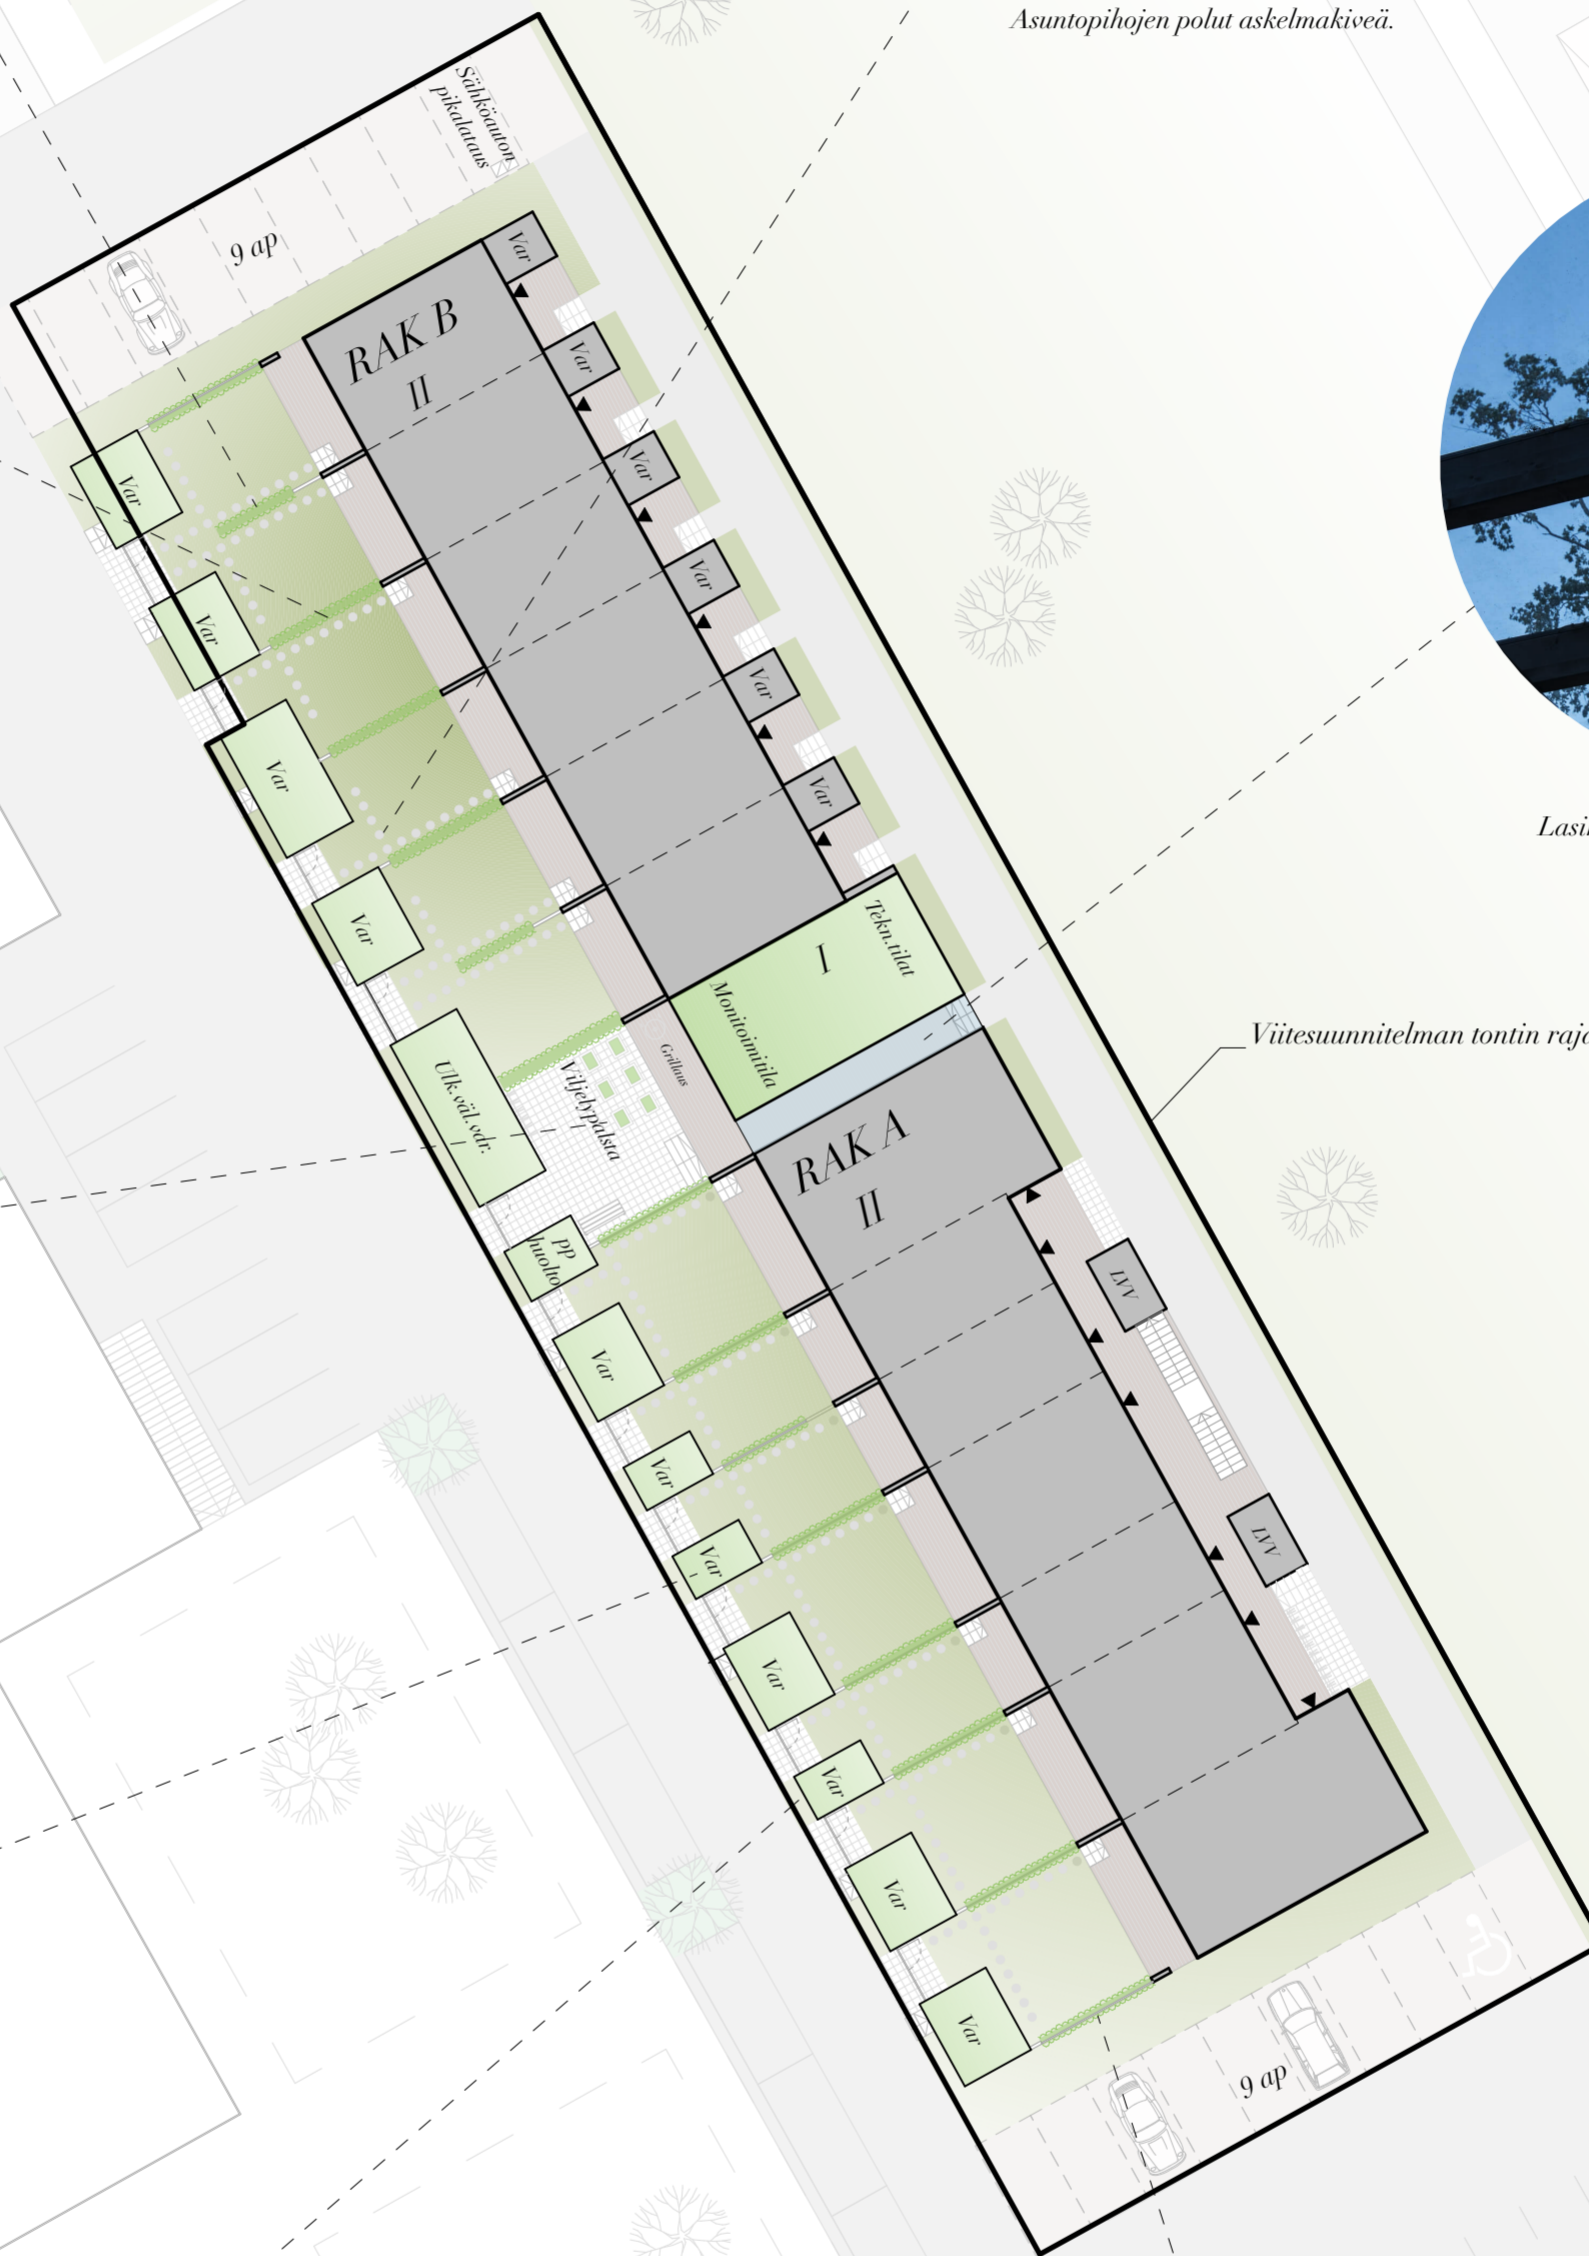 Asuntopihojen polut askelmakiveä.
Sähköauton
pikalataus
9 ap
RAK B
II
Var
Var
Var
Var
Var
Var
Var
Var
Var
Var
Tekn.tilat
I
Monitoimitila
Grillaus
Viljelypalsta
Ulk.väl.vdr.
Viitesuunnitelman tontin raja
RAK A
II
pp
huolto
LVV
LVV
Var
Var
Var
Var
Var
Var
Var
9 ap